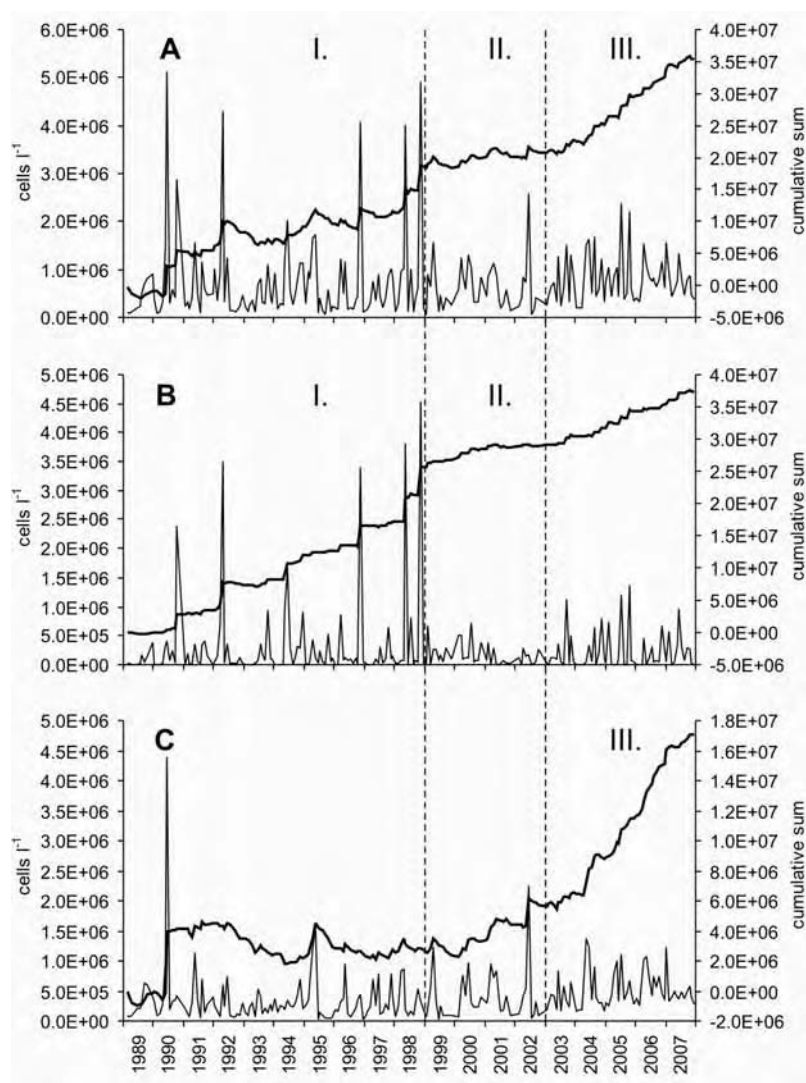 A I. II. III.
6.0E+06
5.0E+06
4.0E+06
3.0E+06
2.0E+06
1.0E+06
0.0E+00
cells l⁻¹
4.0E+07
3.5E+07
3.0E+07
2.5E+07
2.0E+07
1.5E+07
1.0E+07
5.0E+06
0.0E+00
-5.0E+06
cumulative sum
B I. II. III.
5.0E+06
4.5E+06
4.0E+06
3.5E+06
3.0E+06
2.5E+06
2.0E+06
1.5E+06
1.0E+06
5.0E+05
0.0E+00
cells l⁻¹
4.0E+07
3.5E+07
3.0E+07
2.5E+07
2.0E+07
1.5E+07
1.0E+07
5.0E+06
0.0E+00
-5.0E+06
cumulative sum
C III.
5.0E+06
4.5E+06
4.0E+06
3.5E+06
3.0E+06
2.5E+06
2.0E+06
1.5E+06
1.0E+06
5.0E+05
0.0E+00
cells l⁻¹
1.8E+07
1.6E+07
1.4E+07
1.2E+07
1.0E+07
8.0E+06
6.0E+06
4.0E+06
2.0E+06
0.0E+00
-2.0E+06
cumulative sum
1989 1990 1991 1992 1993 1994 1995 1996 1997 1998 1999 2000 2001 2002 2003 2004 2005 2006 2007